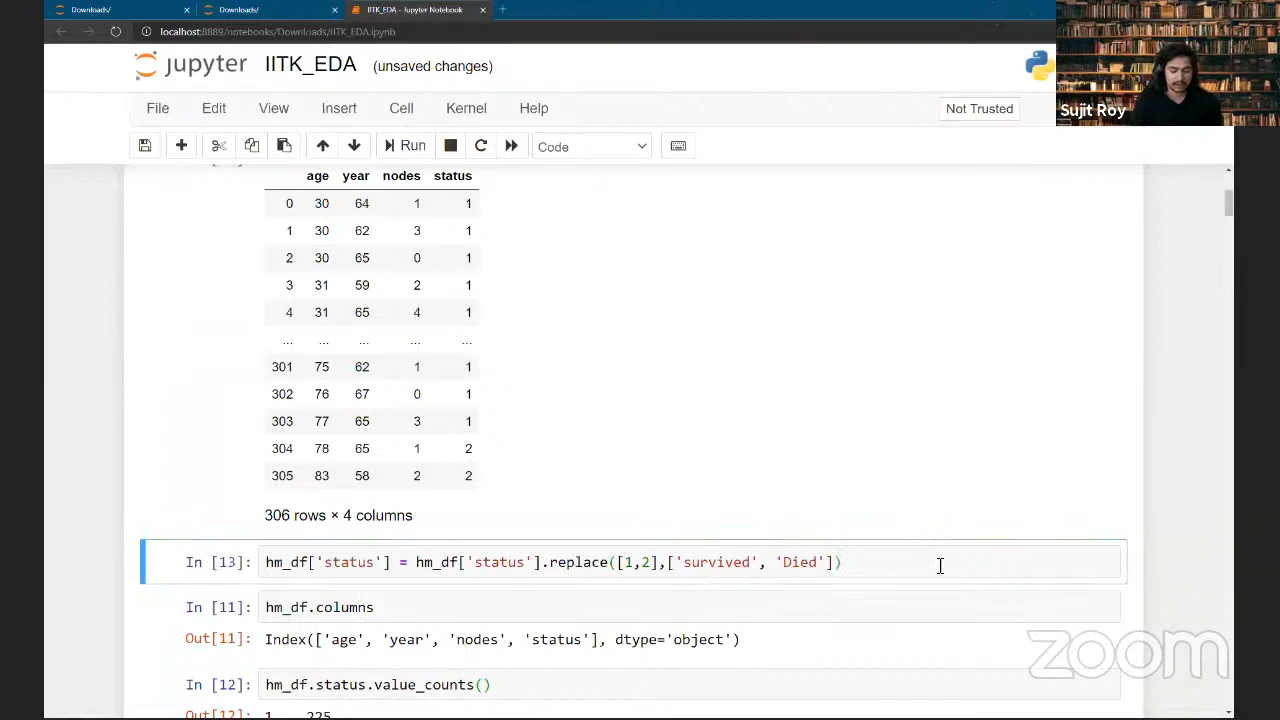 Downloads/ Downloads/ IITK_EDA - Jupyter Notebook
localhost:8889/notebooks/Downloads/IITK_EDA.ipynb
jupyter IITK_EDA (unsaved changes)
Sujit Roy
File Edit View Insert Cell Kernel Help Not Trusted
Run Code
age year nodes status
0 30 64 1 1
1 30 62 3 1
2 30 65 0 1
3 31 59 2 1
4 31 65 4 1
... ... ... ... ...
301 75 62 1 1
302 76 67 0 1
303 77 65 3 1
304 78 65 1 2
305 83 58 2 2
306 rows × 4 columns
In [13]: hm_df['status'] = hm_df['status'].replace([1,2],['survived', 'Died'])
In [11]: hm_df.columns
Out[11]: Index(['age', 'year', 'nodes', 'status'], dtype='object')
zoom
In [12]: hm_df.status.value_counts()
Out[12]: 1 225